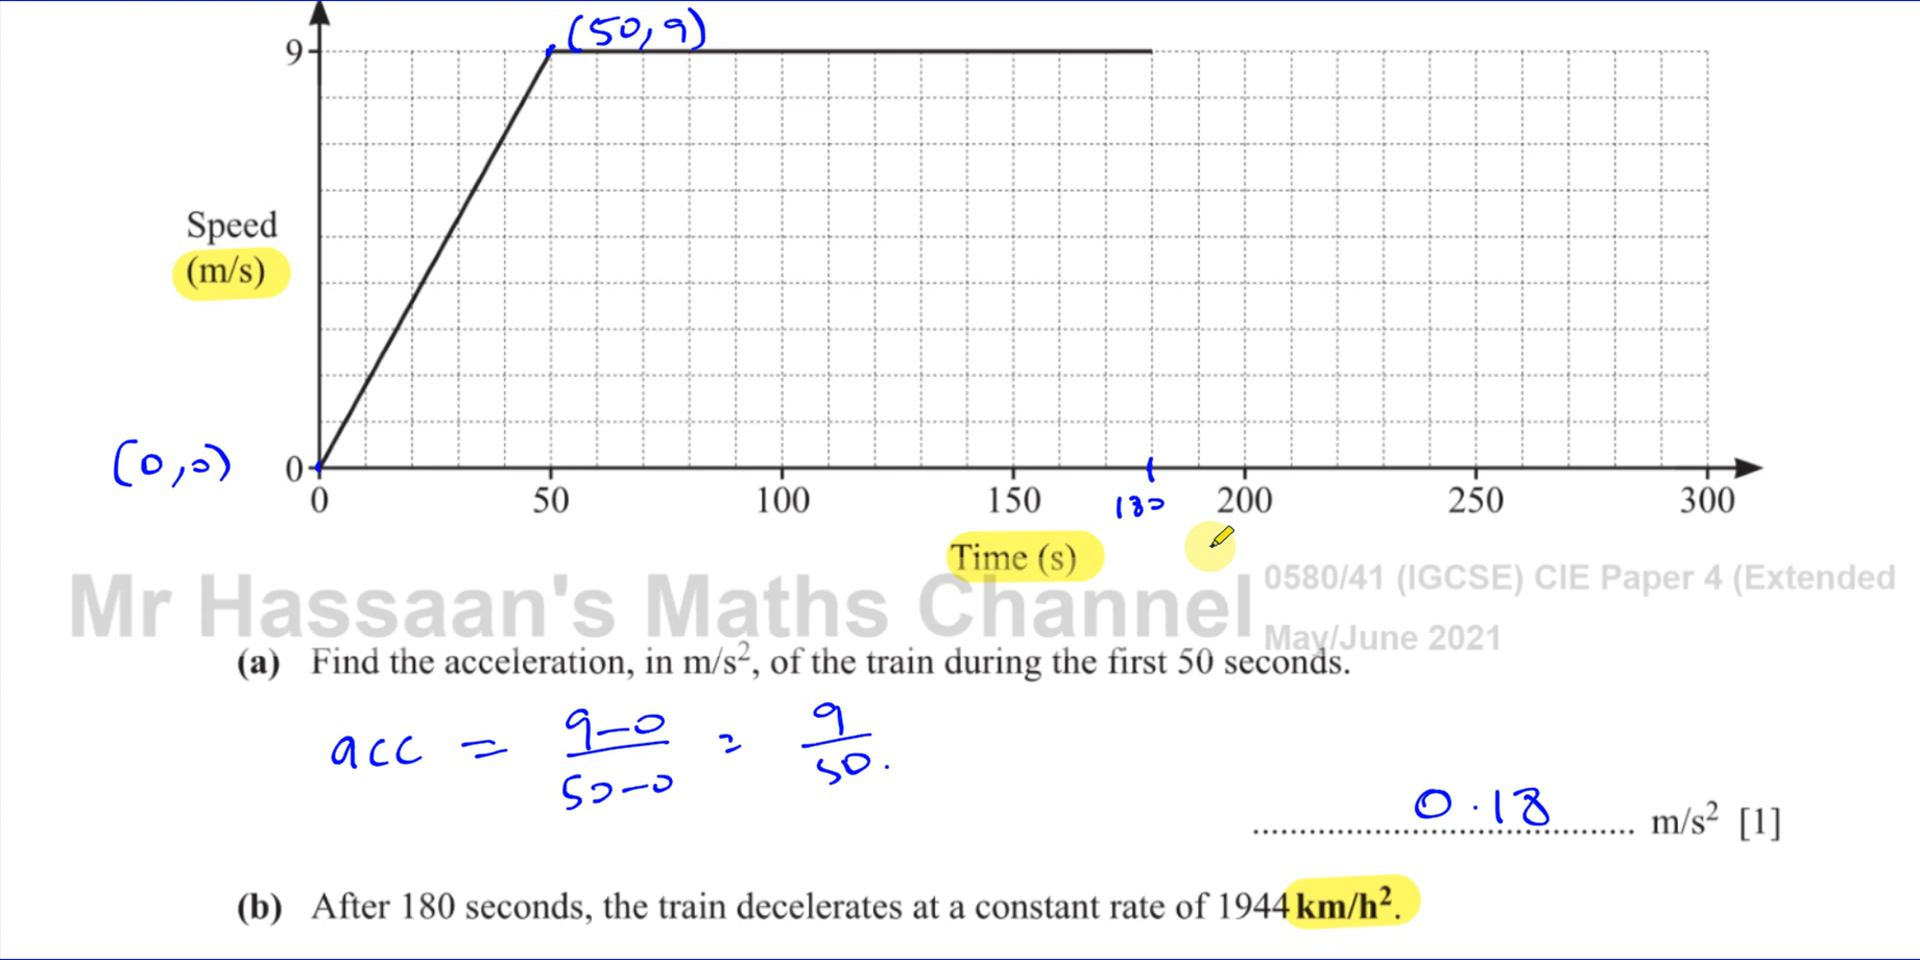 (50,9)
9
Speed
(m/s)
(0,0)
0
0 50 100 150 180 200 250 300
Time (s)
Mr Hassaan's Maths Channel
0580/41 (IGCSE) CIE Paper 4 (Extended
May/June 2021
(a) Find the acceleration, in m/s², of the train during the first 50 seconds.
acc = 9-0/50-0 = 9/50.
0.18 m/s² [1]
(b) After 180 seconds, the train decelerates at a constant rate of 1944 km/h².